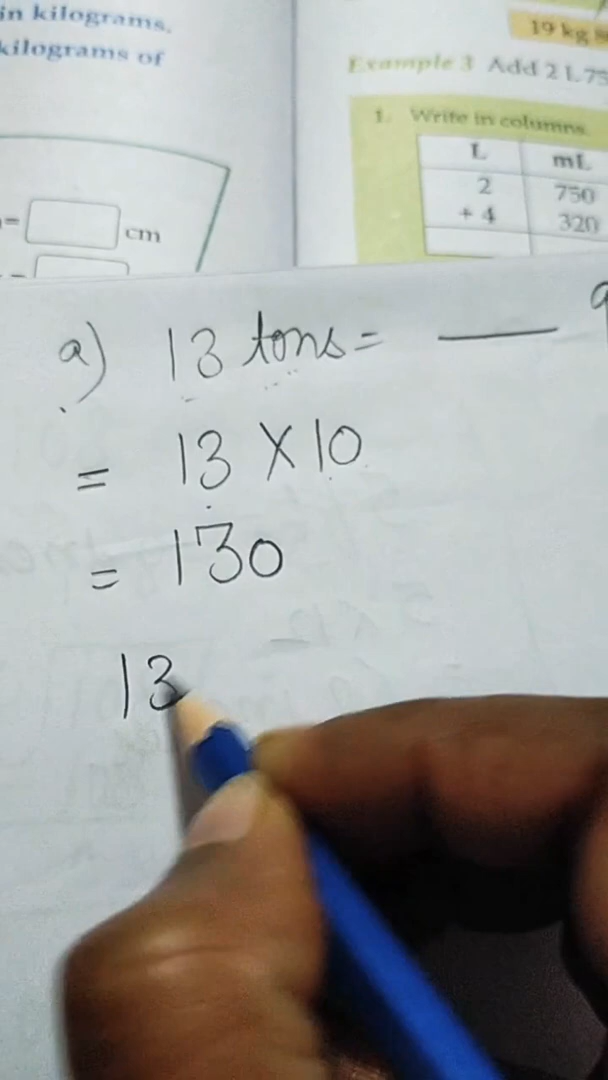 in kilograms.
kilograms of
= cm
19 kg
Example 3 Add 2 L 75
1. Write in columns.
L mL
2 750
+ 4 320
a) 13 tons = ___ q
= 13 X 10
= 130
13